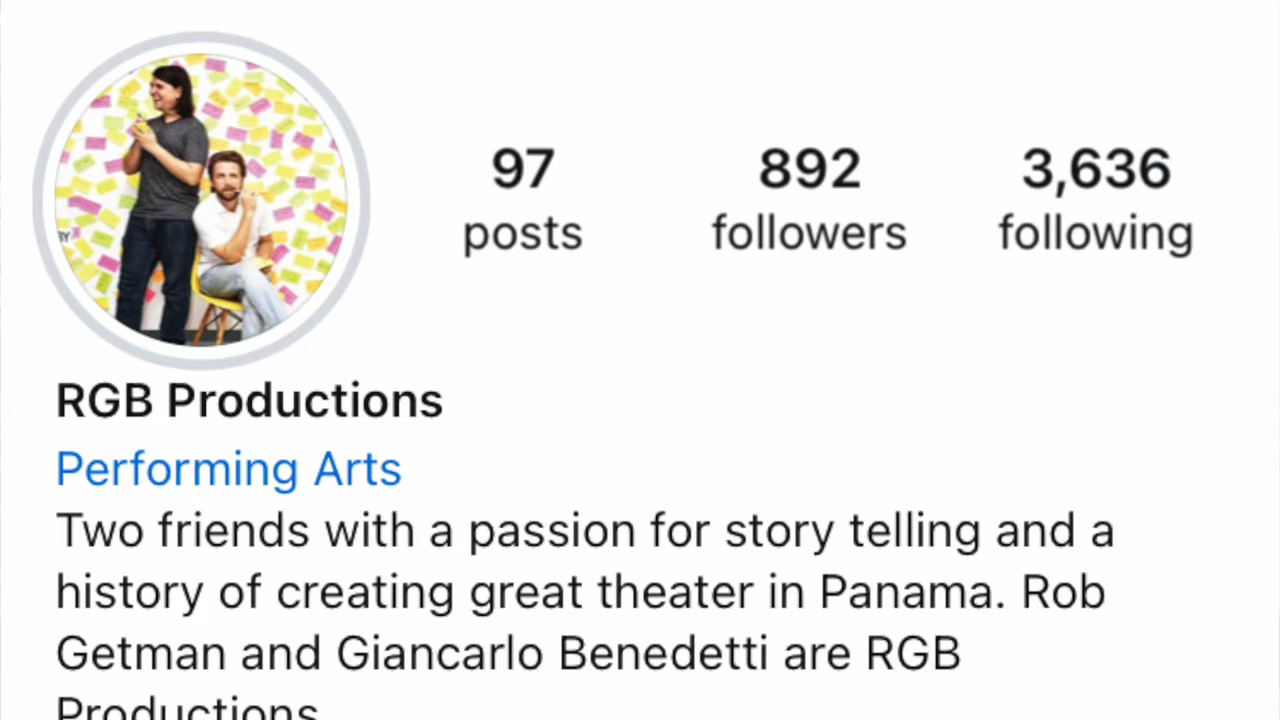 97 892 3,636
posts followers following
RGB Productions
Performing Arts
Two friends with a passion for story telling and a
history of creating great theater in Panama. Rob
Getman and Giancarlo Benedetti are RGB
Productions